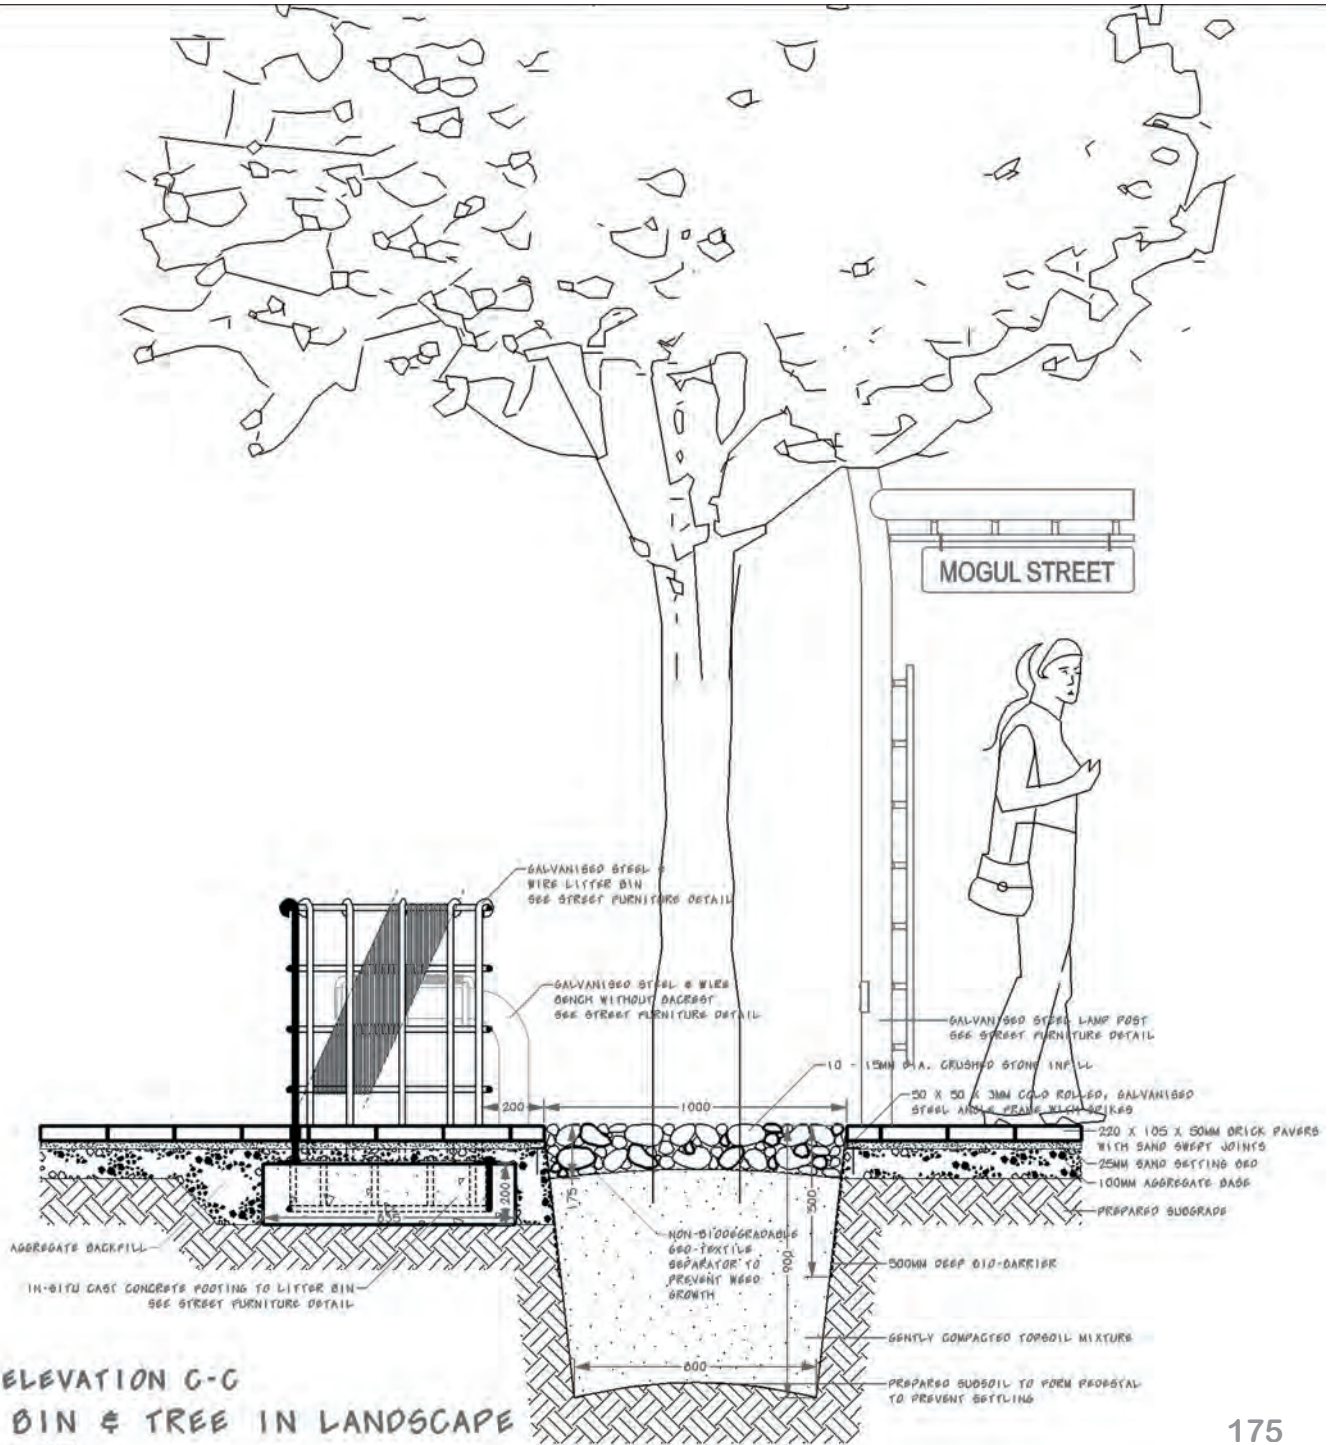 MOGUL STREET
GALVANISED STEEL &
WIRE LITTER BIN
SEE STREET FURNITURE DETAIL
GALVANISED STEEL & WIRE
BENCH WITHOUT BACREST
SEE STREET FURNITURE DETAIL
GALVANISED STEEL LAMP POST
SEE STREET FURNITURE DETAIL
10 - 15MM DIA. CRUSHED STONE INFILL
50 X 50 X 3MM COLD ROLLED, GALVANISED
STEEL ANGLE FRAME WITH SPIKES
200
1000
220 X 105 X 50MM BRICK PAVERS
WITH SAND SWEPT JOINTS
25MM SAND SETTING BED
100MM AGGREGATE BASE
PREPARED SUBGRADE
175
200
500
900
NON-BIODEGRADABLE
GEO-TEXTILE
SEPARATOR TO
PREVENT WEED
GROWTH
AGGREGATE BACKFILL
500MM DEEP BIO-BARRIER
IN-SITU CAST CONCRETE FOOTING TO LITTER BIN
SEE STREET FURNITURE DETAIL
GENTLY COMPACTED TOPSOIL MIXTURE
800
PREPARED SUBSOIL TO FORM PEDESTAL
TO PREVENT SETTLING
ELEVATION C-C
BIN & TREE IN LANDSCAPE
175